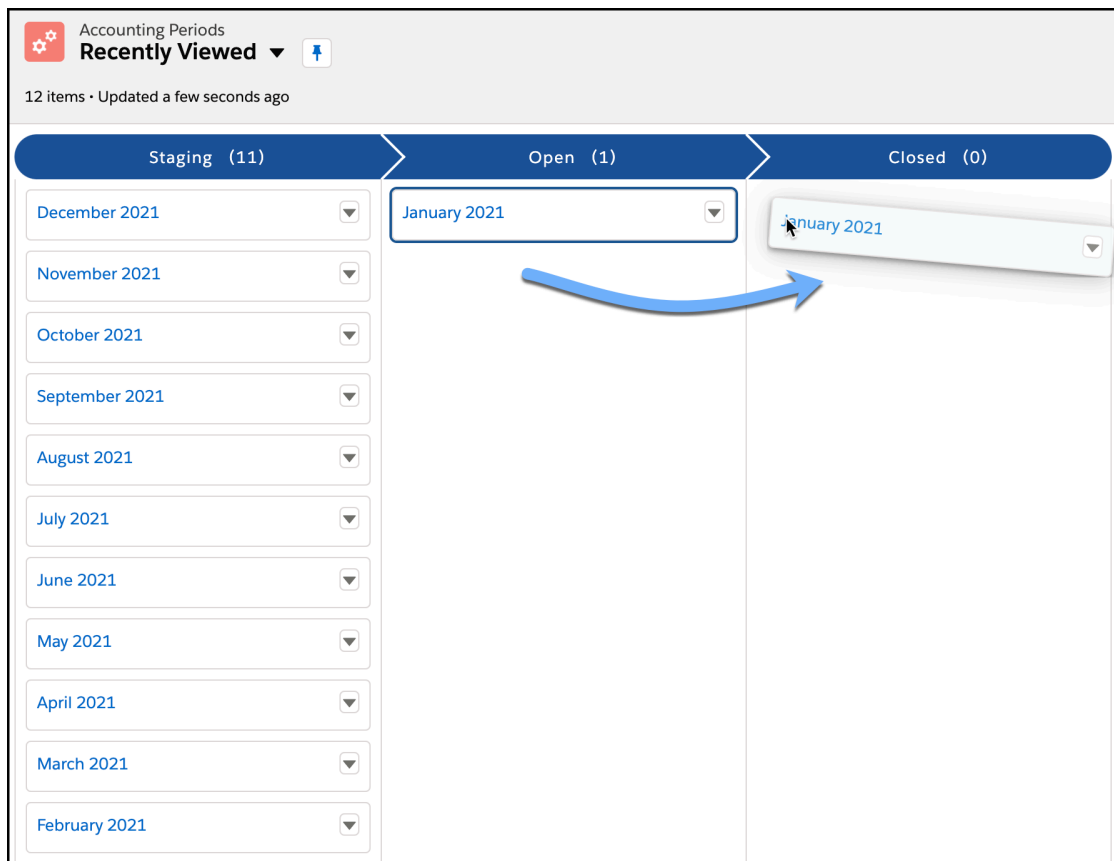 Accounting Periods
Recently Viewed
12 items • Updated a few seconds ago
Staging (11)
Open (1)
Closed (0)
December 2021
November 2021
October 2021
September 2021
August 2021
July 2021
June 2021
May 2021
April 2021
March 2021
February 2021
January 2021
January 2021